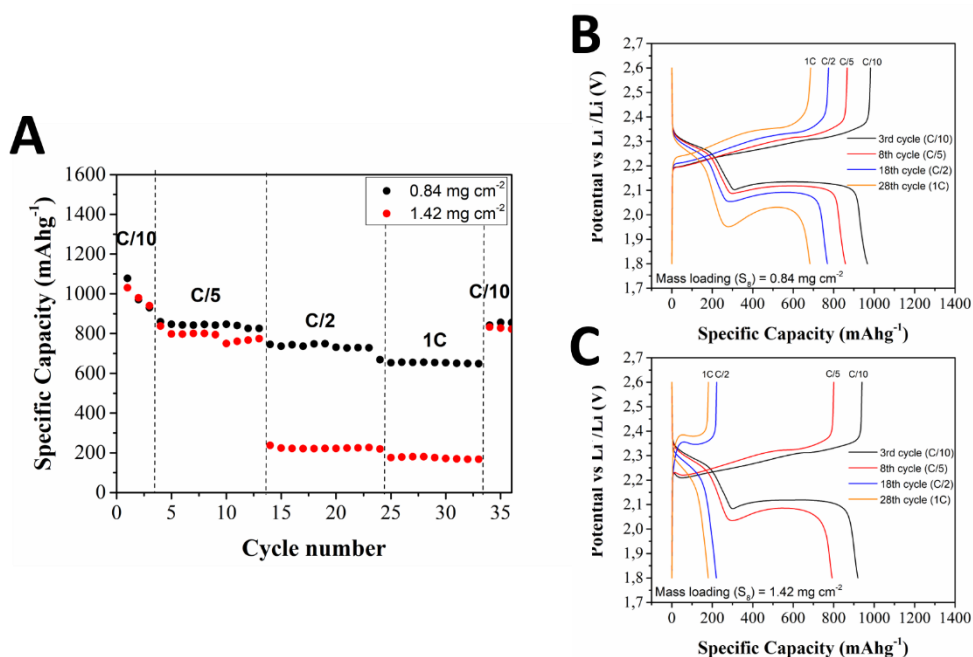 A
Specific Capacity (mAhg⁻¹)
1600
1400
1200
1000
800
600
400
200
0
0 5 10 15 20 25 30 35
Cycle number
0.84 mg cm⁻²
1.42 mg cm⁻²
C/10
C/5
C/2
1C
C/10
B
Potential vs Li⁺/Li (V)
2,7
2,6
2,5
2,4
2,3
2,2
2,1
2,0
1,9
1,8
1,7
1C C/2 C/5 C/10
3rd cycle (C/10)
8th cycle (C/5)
18th cycle (C/2)
28th cycle (1C)
Mass loading (S₈) = 0.84 mg cm⁻²
0 200 400 600 800 1000 1400
Specific Capacity (mAhg⁻¹)
C
Potential vs Li⁺/Li (V)
2,7
2,6
2,5
2,4
2,3
2,2
2,1
2,0
1,9
1,8
1,7
1C C/2 C/5 C/10
3rd cycle (C/10)
8th cycle (C/5)
18th cycle (C/2)
28th cycle (1C)
Mass loading (S₈) = 1.42 mg cm⁻²
0 200 400 600 800 1000 1400
Specific Capacity (mAhg⁻¹)